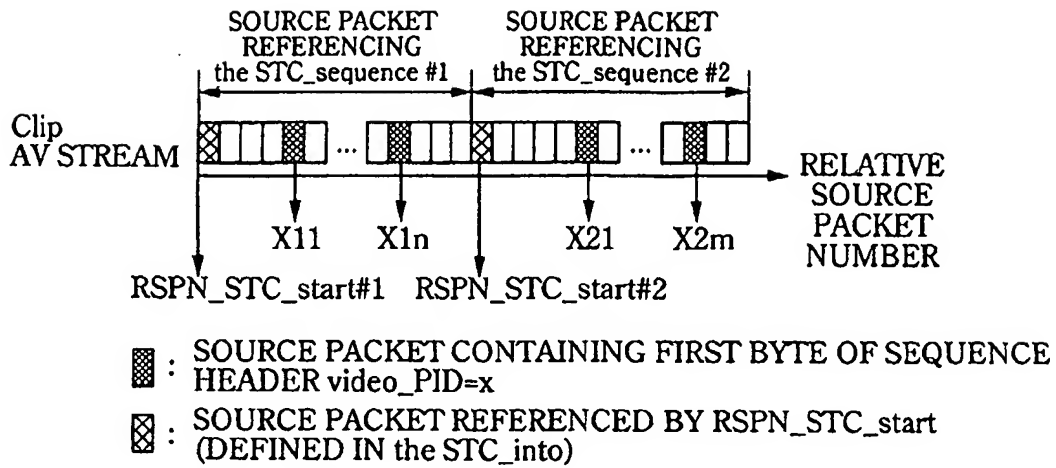 SOURCE PACKET
REFERENCING
the STC_sequence #1
SOURCE PACKET
REFERENCING
the STC_sequence #2
Clip
AV STREAM
...
...
RELATIVE
SOURCE
PACKET
NUMBER
X11
X1n
X21
X2m
RSPN_STC_start#1
RSPN_STC_start#2
: SOURCE PACKET CONTAINING FIRST BYTE OF SEQUENCE
HEADER video_PID=x
: SOURCE PACKET REFERENCED BY RSPN_STC_start
(DEFINED IN the STC_into)